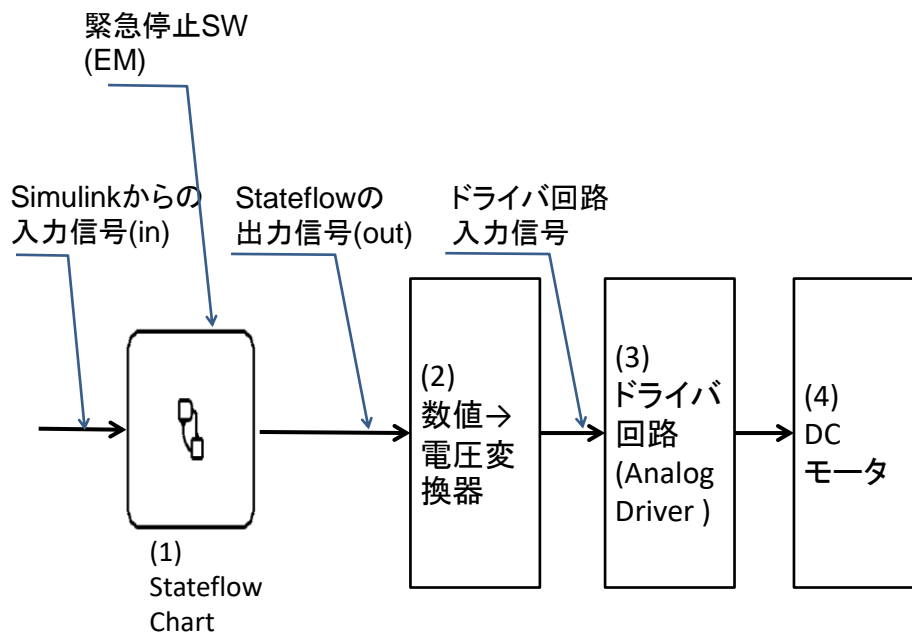 緊急停止SW
(EM)
Simulinkからの
入力信号(in)
Stateflowの
出力信号(out)
ドライバ回路
入力信号
(1)
Stateflow
Chart
(2)
数値→
電圧変
換器
(3)
ドライバ
回路
(Analog
Driver )
(4)
DC
モータ